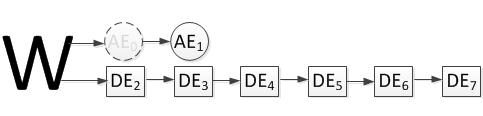 W
AE₀ AE₁
DE₂ DE₃ DE₄ DE₅ DE₆ DE₇